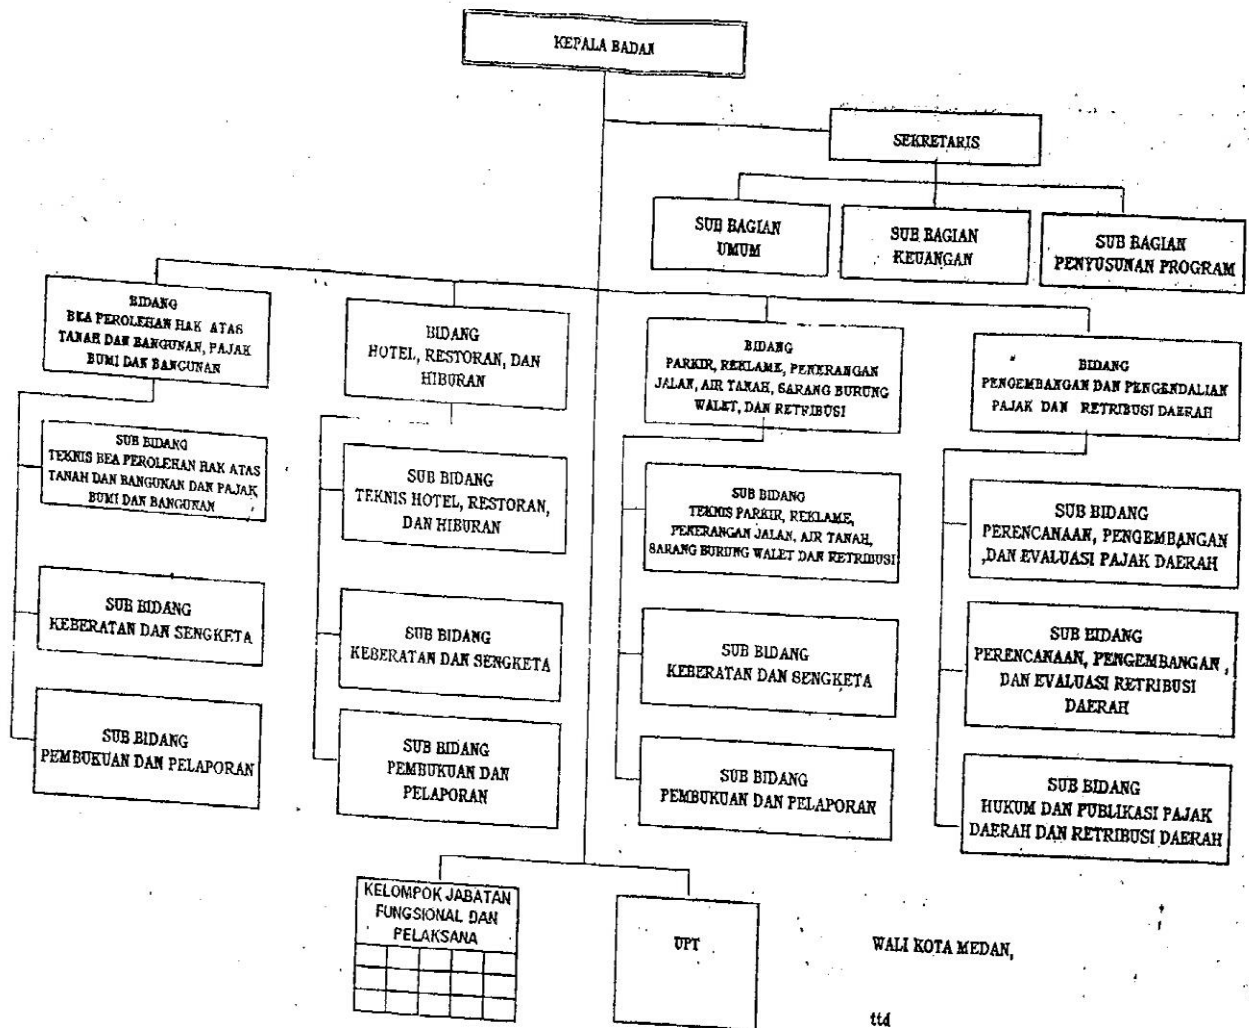 KEPALA BADAN
SEKRETARIS
SUB BAGIAN
UMUM
SUB BAGIAN
KEUANGAN
SUB BAGIAN
PENYUSUNAN PROGRAM
BIDANG
BEA PEROLEHAN HAK ATAS
TANAH DAN BANGUNAN, PAJAK
BUMI DAN BANGUNAN
BIDANG
HOTEL, RESTORAN, DAN
HIBURAN
BIDANG
PARKIR, REKLAME, PENERANGAN
JALAN, AIR TANAH, SARANG BURUNG
WALET, DAN RETRIBUSI
BIDANG
PENGEMBANGAN DAN PENGENDALIAN
PAJAK DAN RETRIBUSI DAERAH
SUB BIDANG
TEKNIS BEA PEROLEHAN HAK ATAS
TANAH DAN BANGUNAN DAN PAJAK
BUMI DAN BANGUNAN
SUB BIDANG
TEKNIS HOTEL, RESTORAN,
DAN HIBURAN
SUB BIDANG
TEKNIS PARKIR, REKLAME,
PENERANGAN JALAN, AIR TANAH,
SARANG BURUNG WALET DAN RETRIBUSI
SUB BIDANG
PERENCANAAN, PENGEMBANGAN
,DAN EVALUASI PAJAK DAERAH
SUB BIDANG
KEBERATAN DAN SENGKETA
SUB BIDANG
KEBERATAN DAN SENGKETA
SUB BIDANG
KEBERATAN DAN SENGKETA
SUB BIDANG
PERENCANAAN, PENGEMBANGAN ,
DAN EVALUASI RETRIBUSI
DAERAH
SUB BIDANG
PEMBUKUAN DAN PELAPORAN
SUB BIDANG
PEMBUKUAN DAN
PELAPORAN
SUB BIDANG
PEMBUKUAN DAN PELAPORAN
SUB BIDANG
HUKUM DAN PUBLIKASI PAJAK
DAERAH DAN RETRIBUSI DAERAH
KELOMPOK JABATAN
FUNGSIONAL DAN
PELAKSANA
UPT
WALI KOTA MEDAN,
ttd